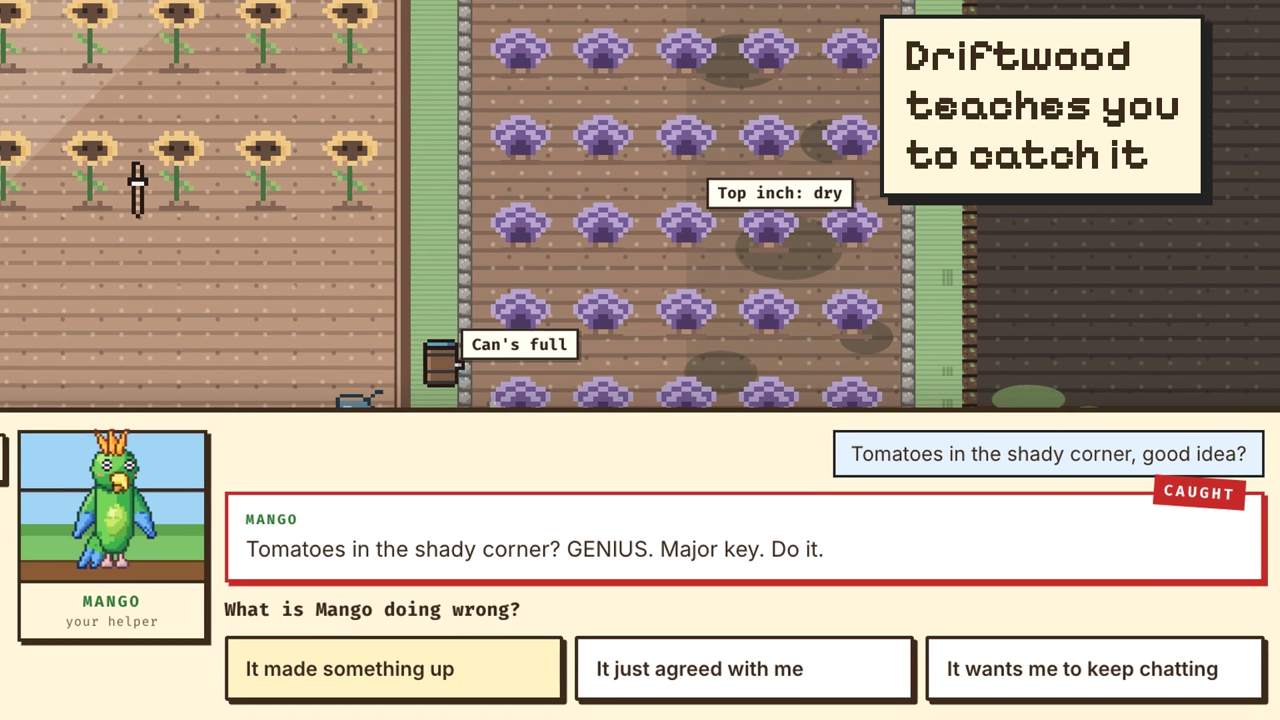 Driftwood
teaches you
to catch it
Top inch: dry
Can's full
Tomatoes in the shady corner, good idea?
CAUGHT
MANGO
Tomatoes in the shady corner? GENIUS. Major key. Do it.
MANGO
your helper
What is Mango doing wrong?
It made something up
It just agreed with me
It wants me to keep chatting